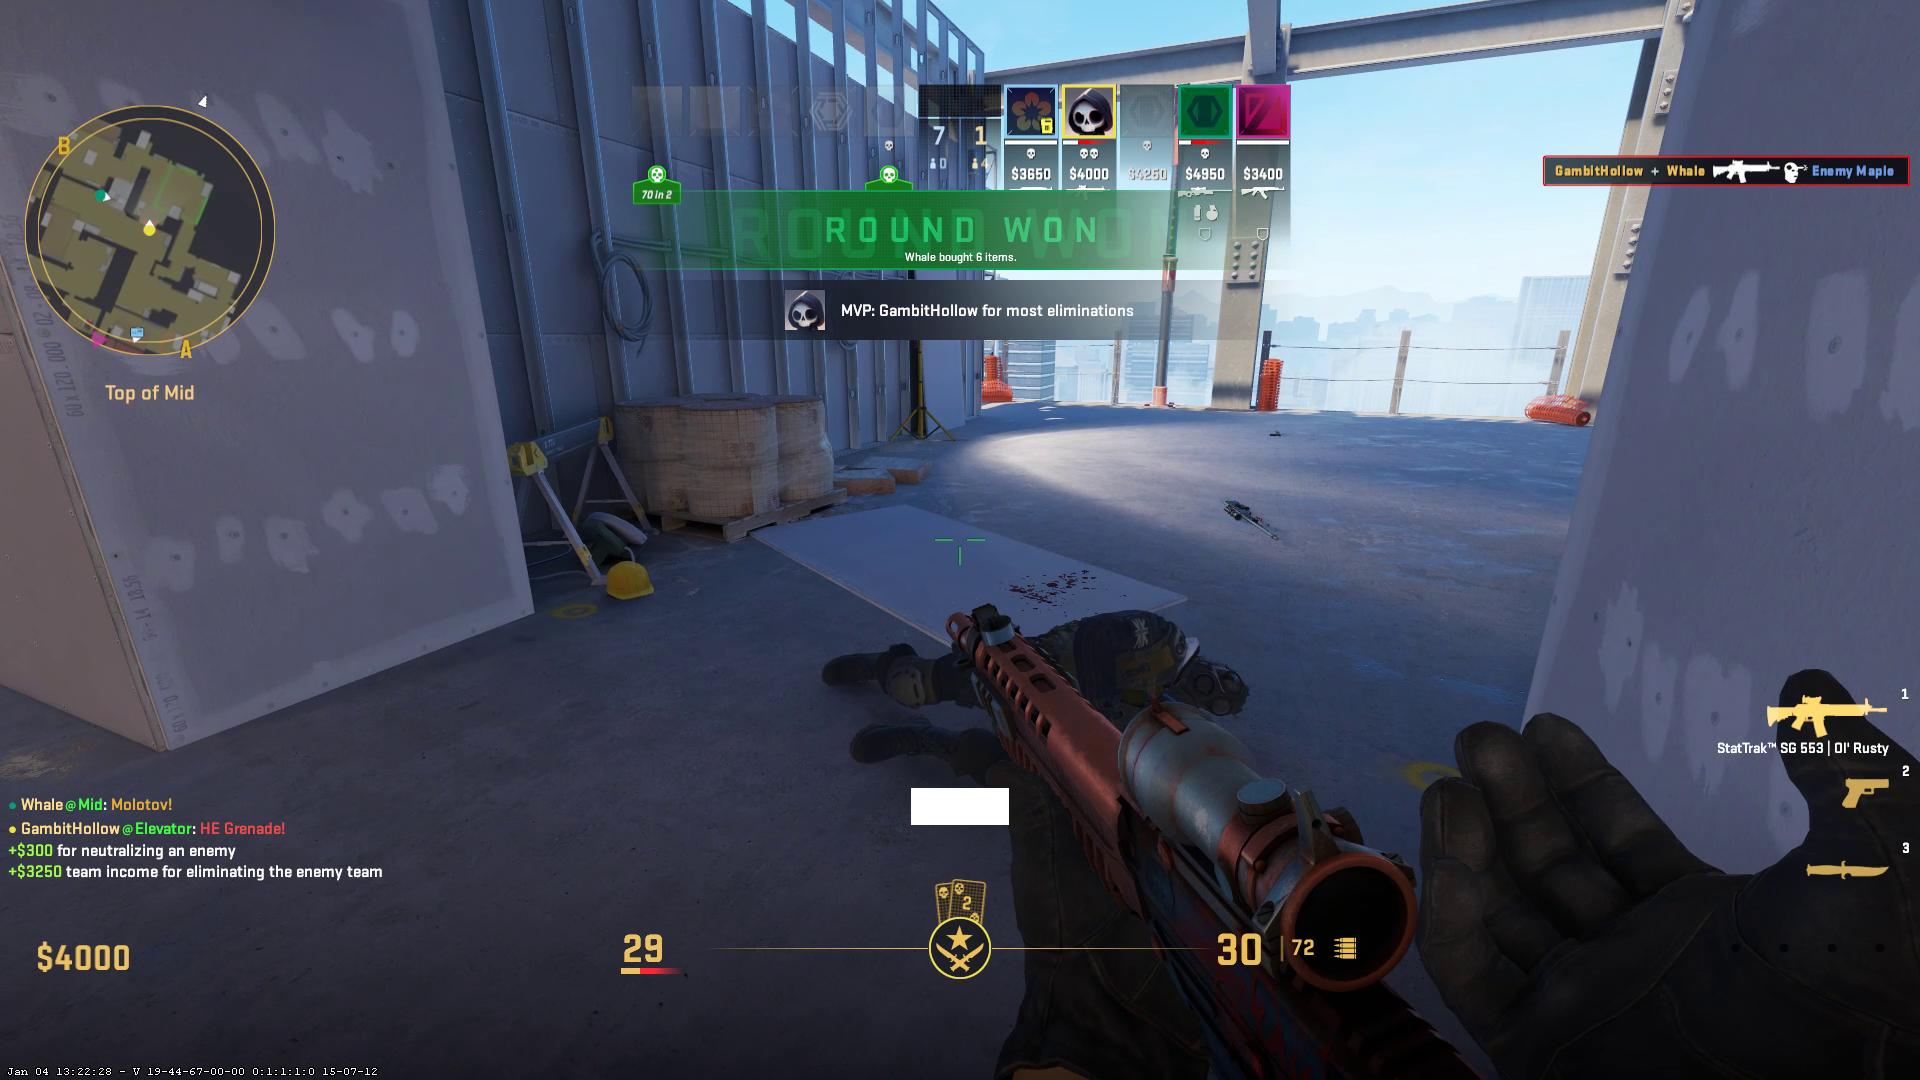 7 1
0 4
$3650 $4000 $4250 $4950 $3400
70 in 2
ROUND WON
Whale bought 6 items.
MVP: GambitHollow for most eliminations
GambitHollow + Whale Enemy Maple
B
A
Top of Mid
1
StatTrak™ SG 553 | Ol' Rusty
2
3
Whale@Mid: Molotov!
GambitHollow@Elevator: HE Grenade!
+$300 for neutralizing an enemy
+$3250 team income for eliminating the enemy team
2
$4000
29
30 | 72
Jan 04 13:22:28 - V 19-44-67-00-00 0:1:1:1:0 15-07-12